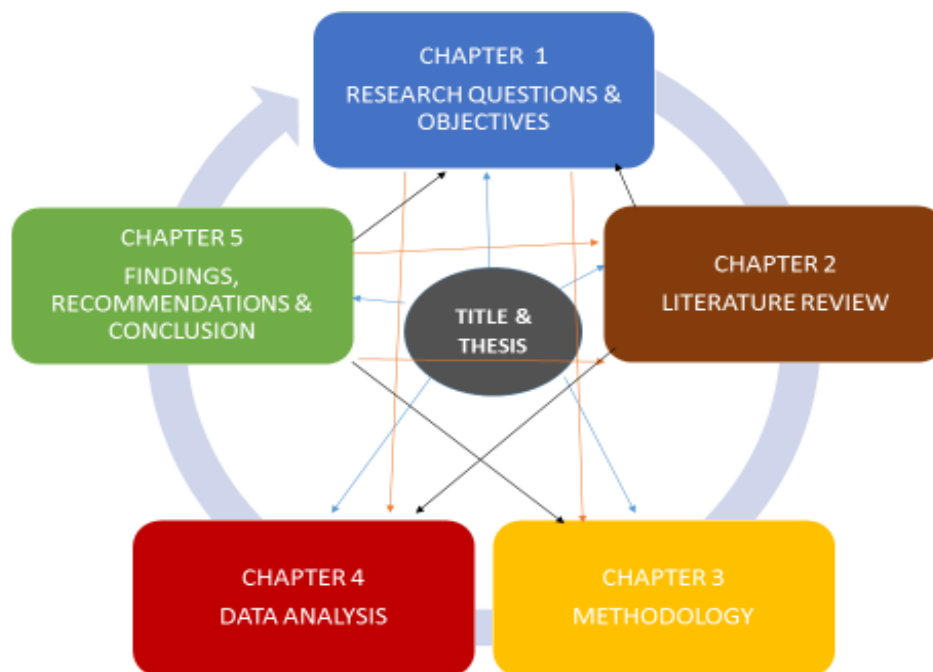 CHAPTER 1
RESEARCH QUESTIONS &
OBJECTIVES
CHAPTER 5
FINDINGS,
RECOMMENDATIONS &
CONCLUSION
TITLE &
THESIS
CHAPTER 2
LITERATURE REVIEW
CHAPTER 4
DATA ANALYSIS
CHAPTER 3
METHODOLOGY